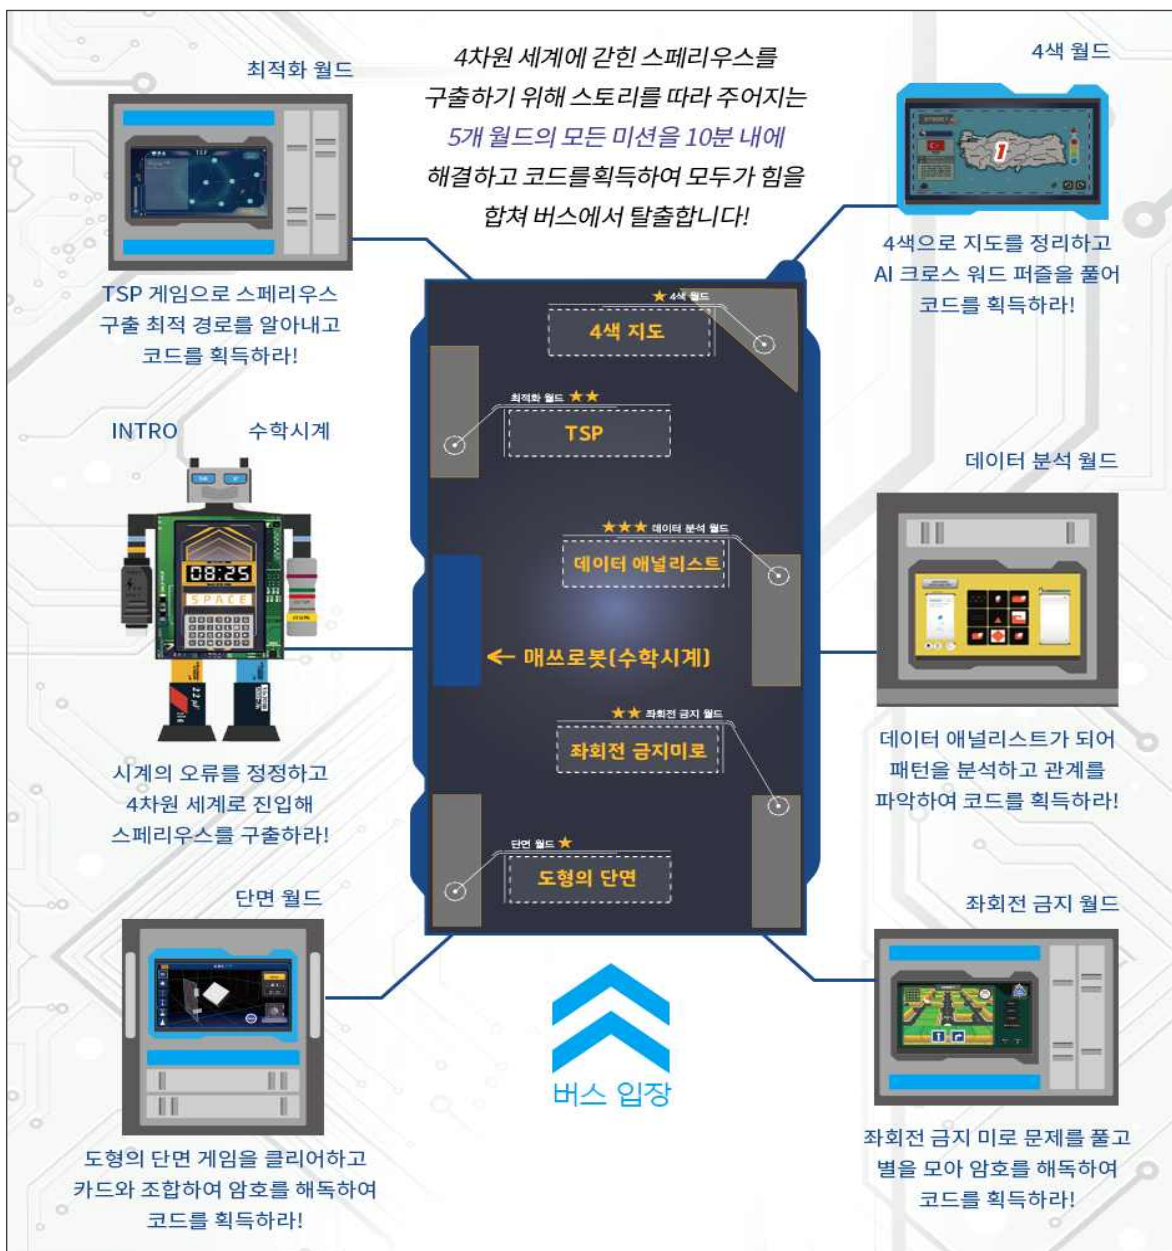 최적화 월드
4차원 세계에 갇힌 스페리우스를
구출하기 위해 스토리를 따라 주어지는
5개 월드의 모든 미션을 10분 내에
해결하고 코드를획득하여 모두가 힘을
합쳐 버스에서 탈출합니다!
4색 월드
1
TSP
TSP 게임으로 스페리우스
구출 최적 경로를 알아내고
코드를 획득하라!
4색으로 지도를 정리하고
AI 크로스 워드 퍼즐을 풀어
코드를 획득하라!
★ 4색 월드
4색 지도
최적화 월드 ★★
TSP
INTRO 수학시계
08:25
SPACE
시계의 오류를 정정하고
4차원 세계로 진입해
스페리우스를 구출하라!
데이터 분석 월드
★★★ 데이터 분석 월드
데이터 애널리스트
← 매쓰로봇(수학시계)
데이터 애널리스트가 되어
패턴을 분석하고 관계를
파악하여 코드를 획득하라!
★★ 좌회전 금지 월드
좌회전 금지미로
단면 월드 ★
도형의 단면
단면 월드
도형의 단면 게임을 클리어하고
카드와 조합하여 암호를 해독하여
코드를 획득하라!
버스 입장
좌회전 금지 월드
좌회전 금지 미로 문제를 풀고
별을 모아 암호를 해독하여
코드를 획득하라!